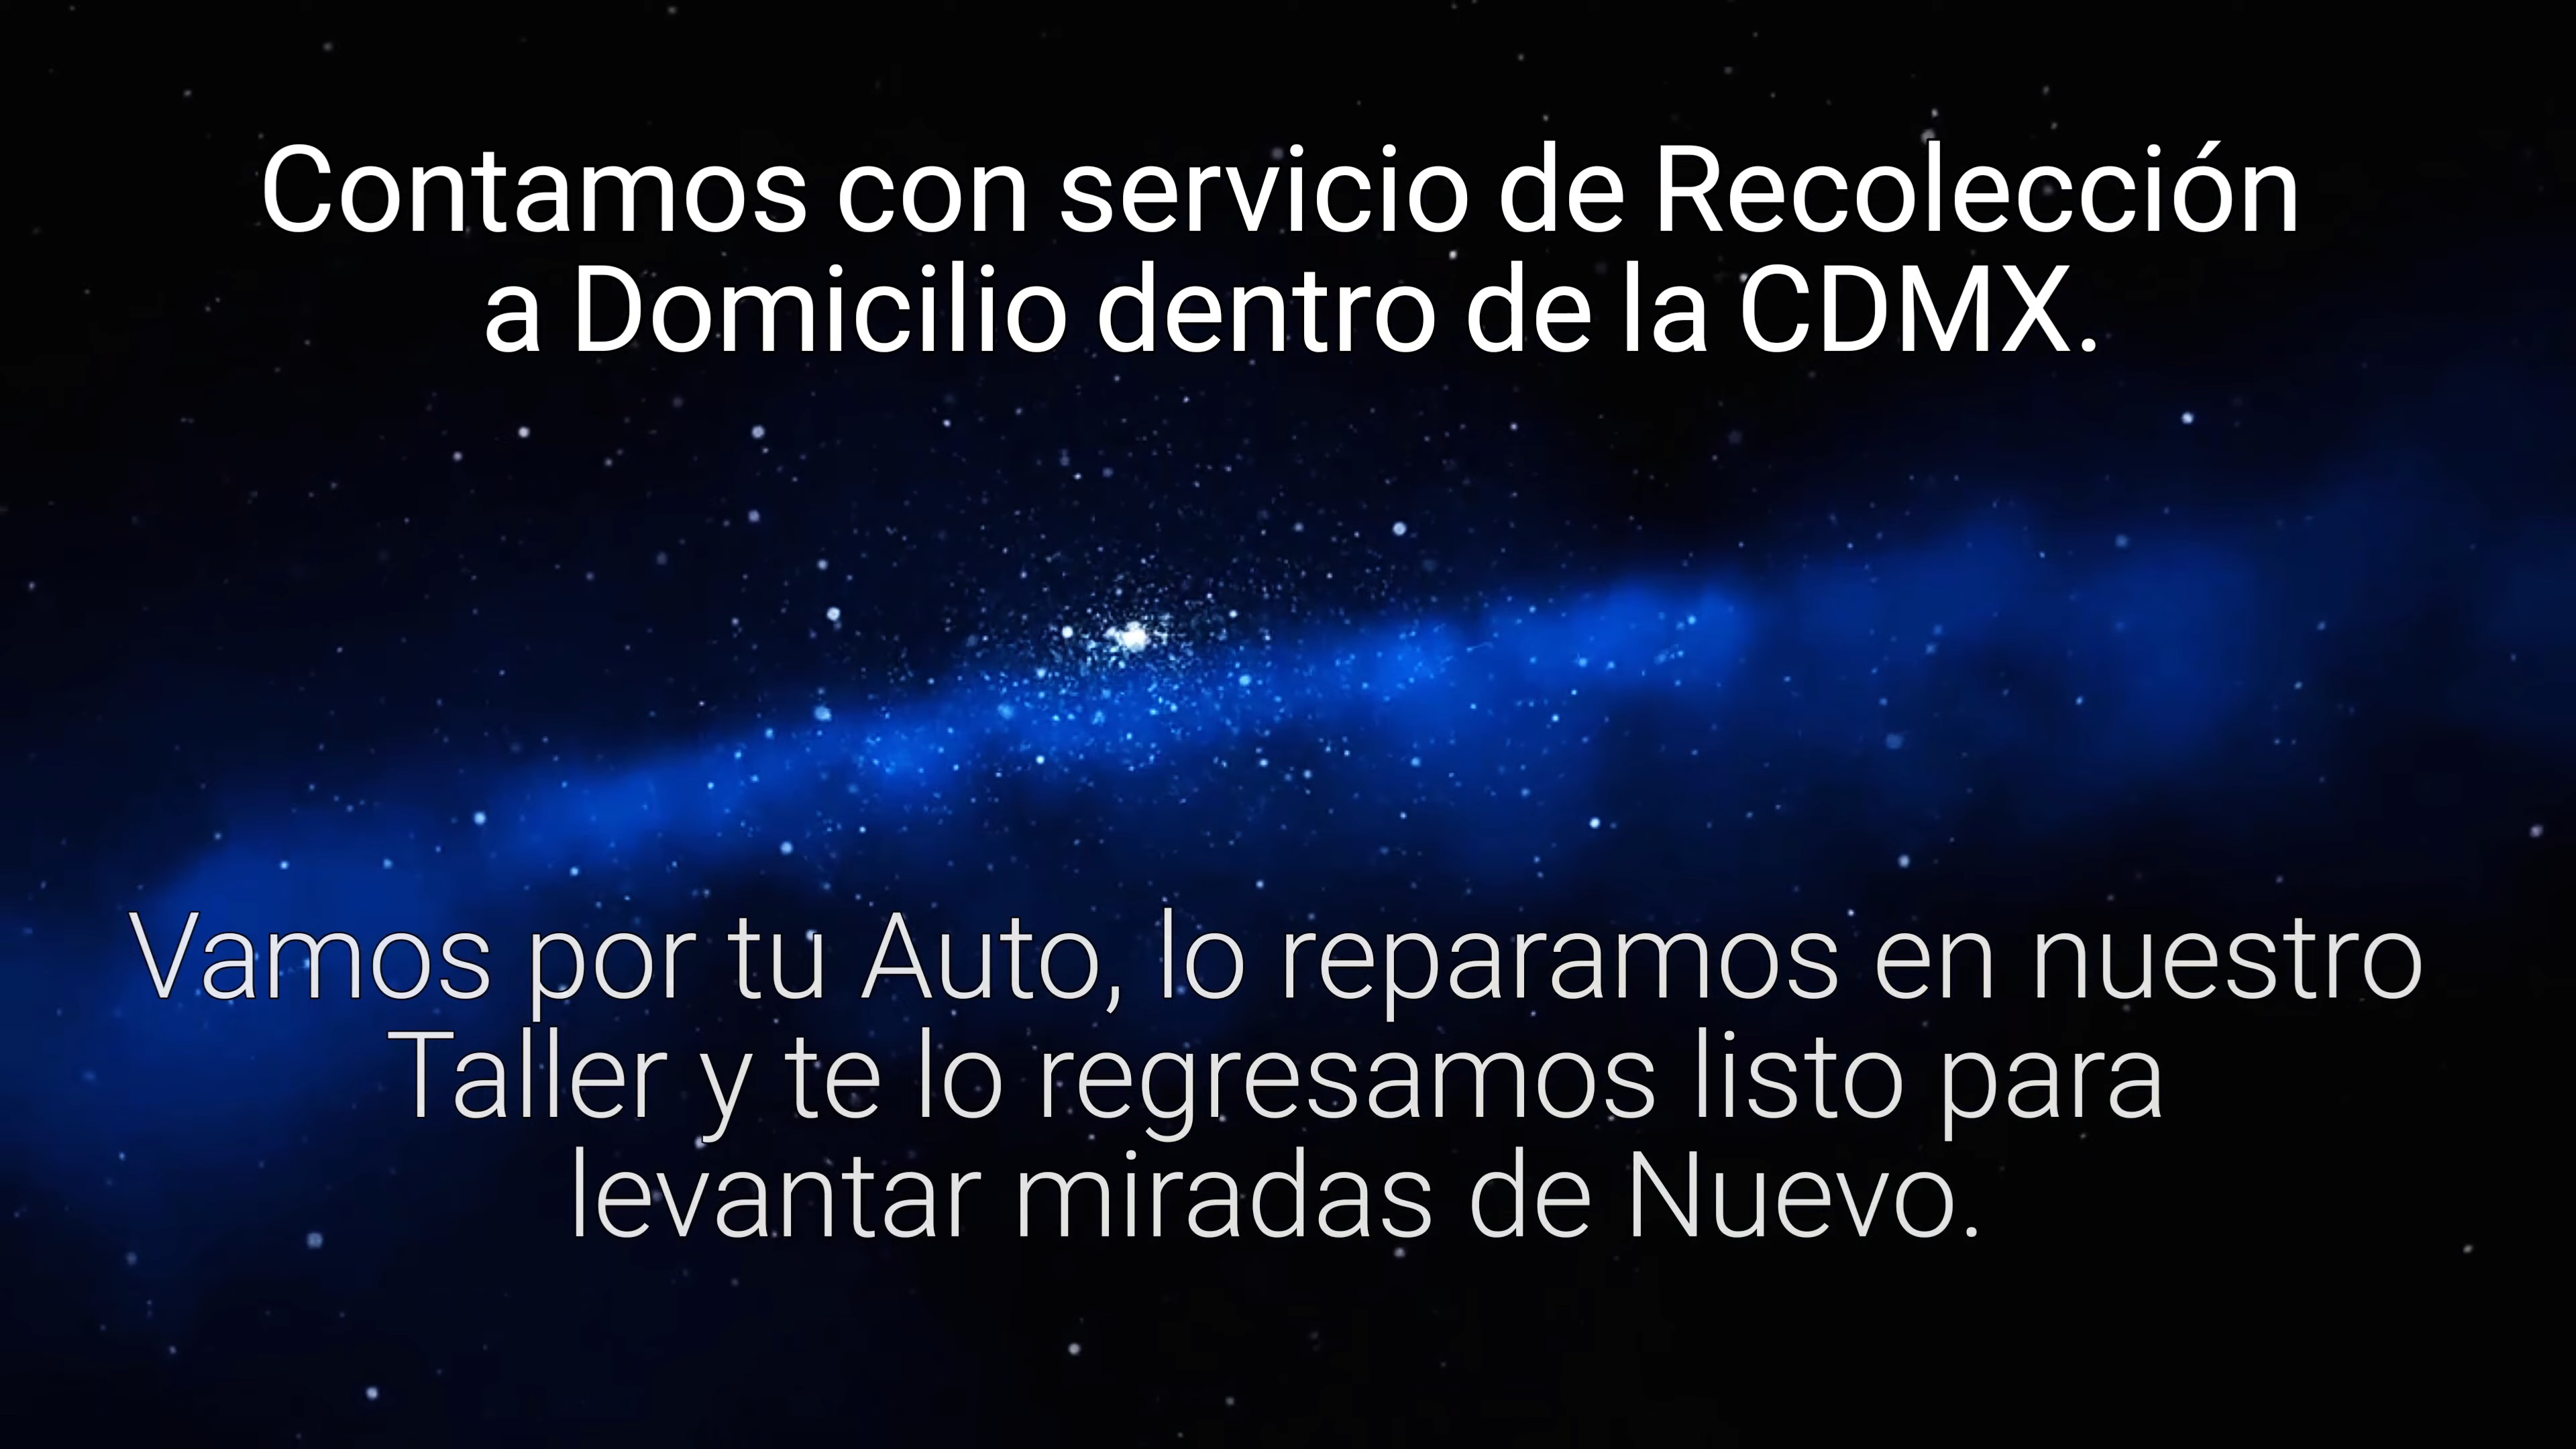 Contamos con servicio de Recolección
a Domicilio dentro de la CDMX.
Vamos por tu Auto, lo reparamos en nuestro
Taller y te lo regresamos listo para
levantar miradas de Nuevo.